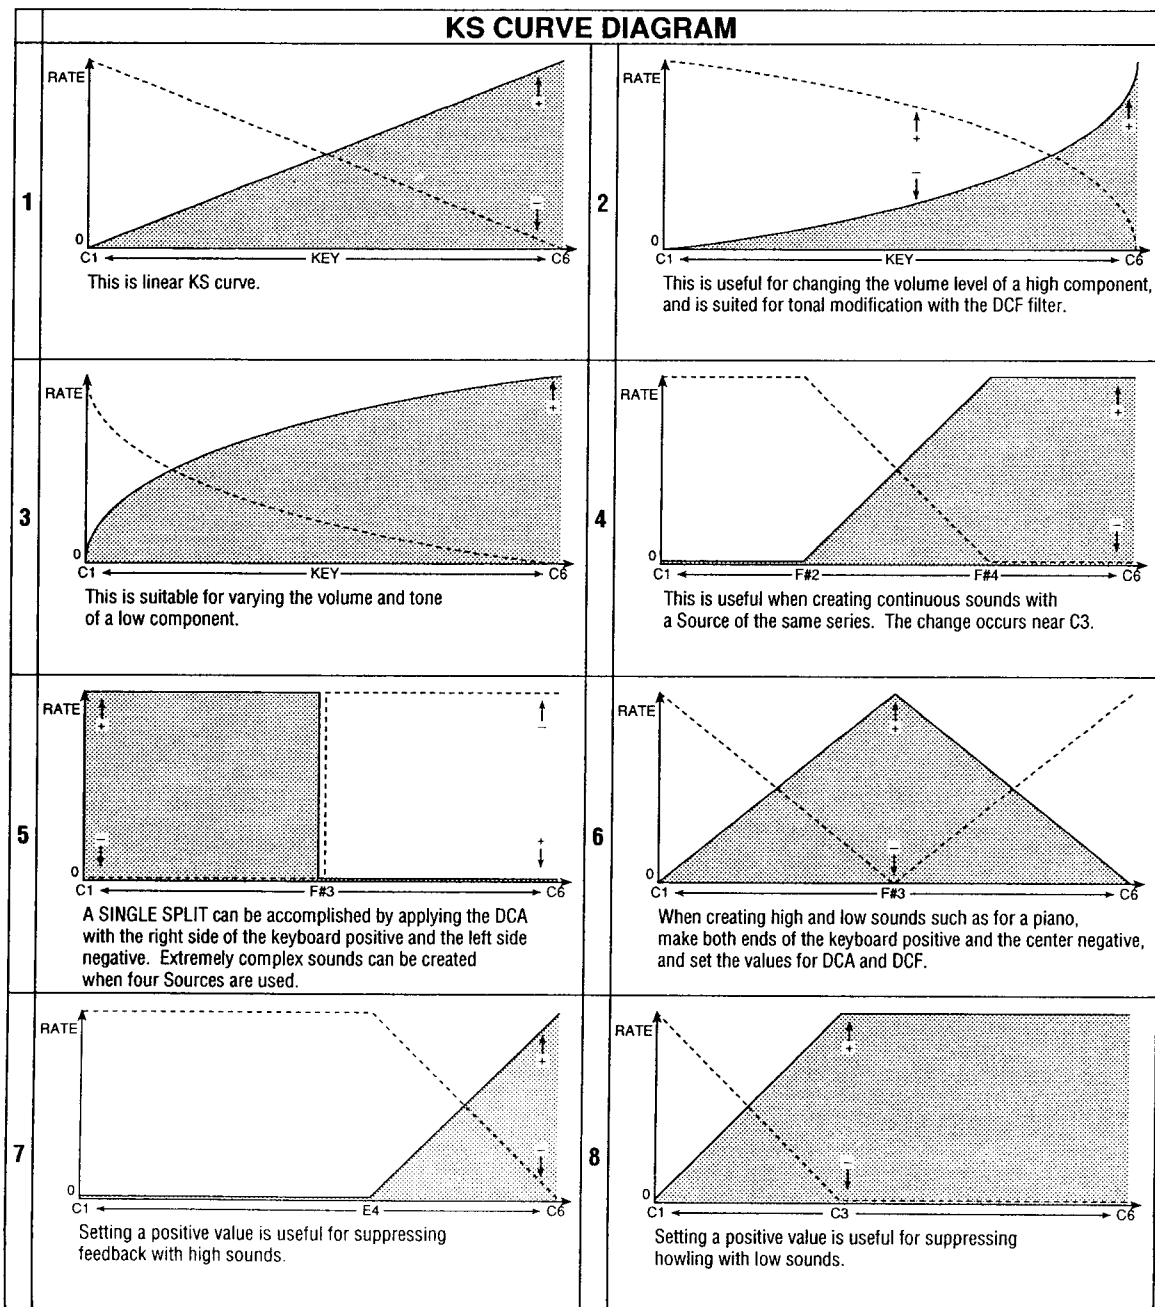 KS CURVE DIAGRAM
1
RATE
+
−
0
C1 KEY C6
This is linear KS curve.
2
RATE
+
−
+
0
C1 KEY C6
This is useful for changing the volume level of a high component,
and is suited for tonal modification with the DCF filter.
3
RATE
+
0
C1 KEY C6
This is suitable for varying the volume and tone
of a low component.
4
RATE
+
−
0
C1 F#2 F#4 C6
This is useful when creating continuous sounds with
a Source of the same series. The change occurs near C3.
5
RATE
+
−
−
+
0
C1 F#3 C6
A SINGLE SPLIT can be accomplished by applying the DCA
with the right side of the keyboard positive and the left side
negative. Extremely complex sounds can be created
when four Sources are used.
6
RATE
+
−
0
C1 F#3 C6
When creating high and low sounds such as for a piano,
make both ends of the keyboard positive and the center negative,
and set the values for DCA and DCF.
7
RATE
+
−
0
C1 E4 C6
Setting a positive value is useful for suppressing
feedback with high sounds.
8
RATE
+
−
0
C1 C3 C6
Setting a positive value is useful for suppressing
howling with low sounds.